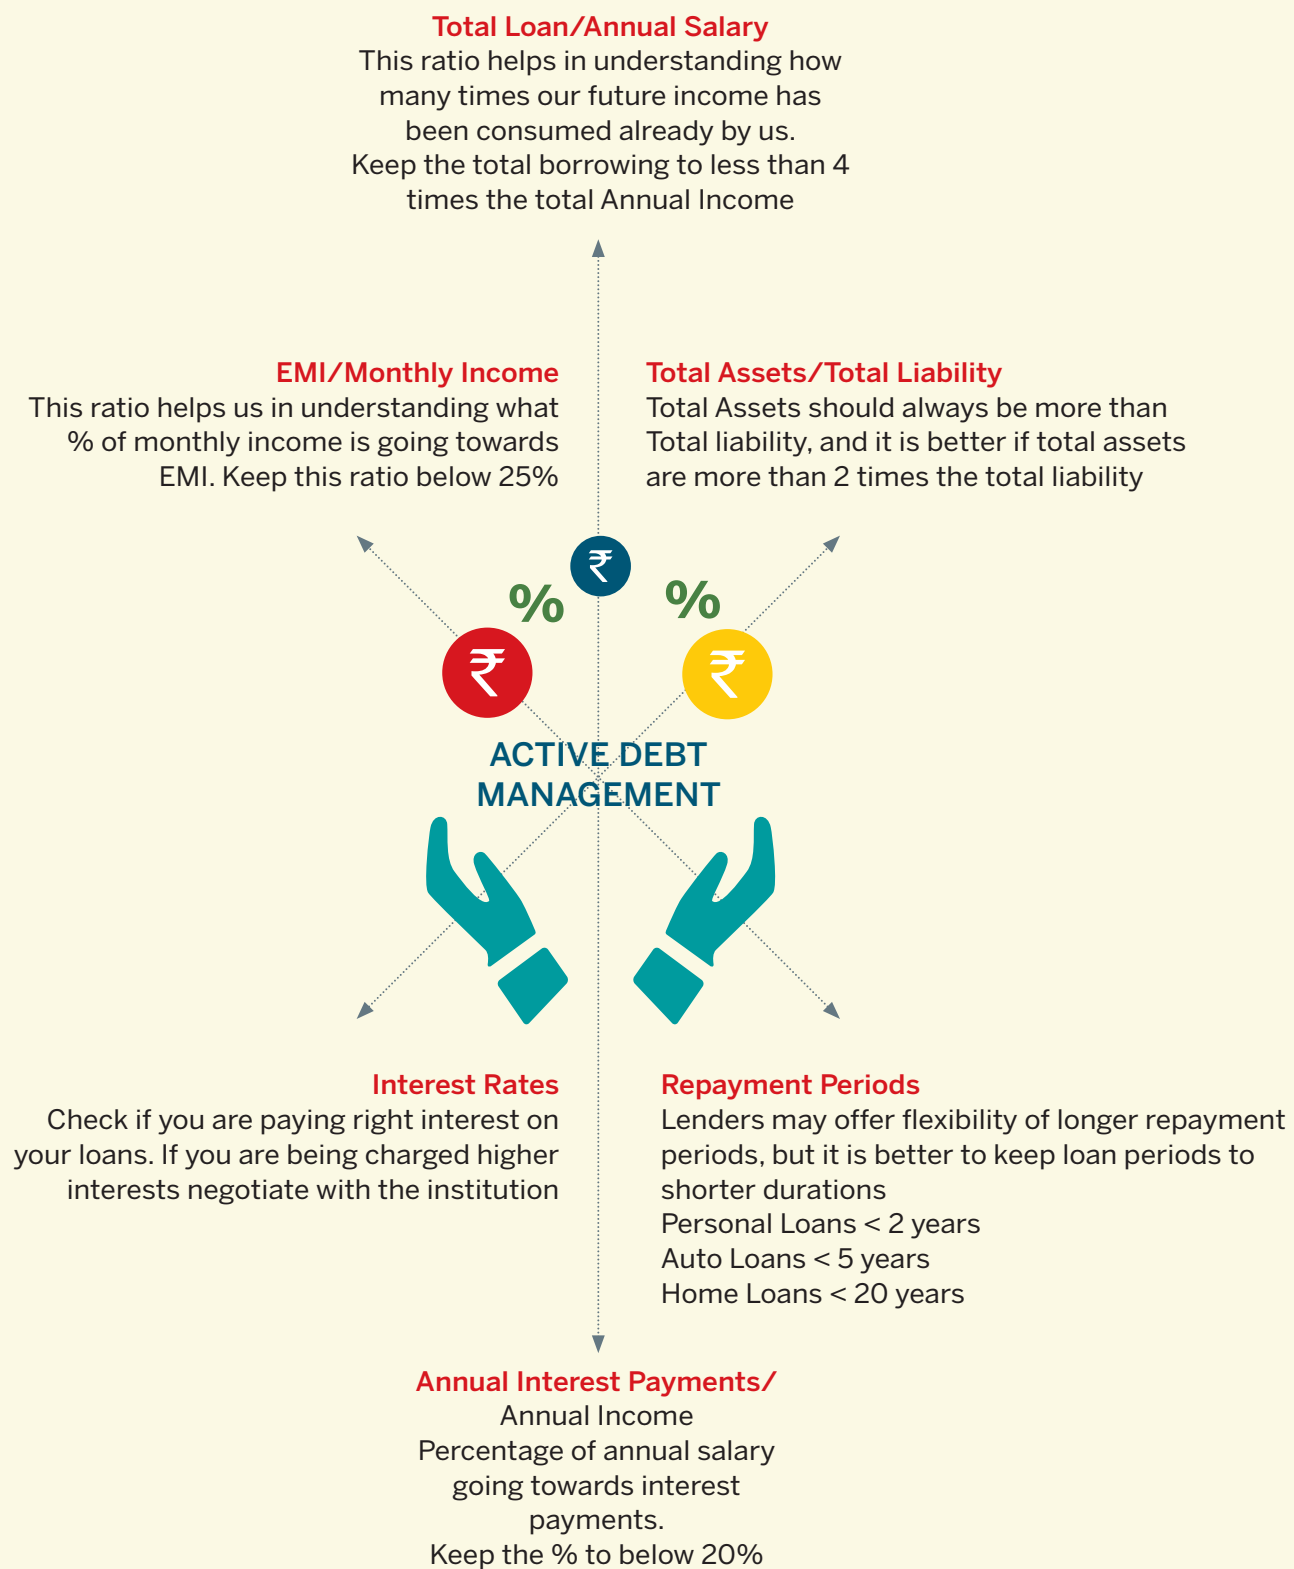 Total Loan/Annual Salary
This ratio helps in understanding how
many times our future income has
been consumed already by us.
Keep the total borrowing to less than 4
times the total Annual Income
EMI/Monthly Income
This ratio helps us in understanding what
% of monthly income is going towards
EMI. Keep this ratio below 25%
Total Assets/Total Liability
Total Assets should always be more than
Total liability, and it is better if total assets
are more than 2 times the total liability
₹
% %
₹ ₹
ACTIVE DEBT
MANAGEMENT
Interest Rates
Check if you are paying right interest on
your loans. If you are being charged higher
interests negotiate with the institution
Repayment Periods
Lenders may offer flexibility of longer repayment
periods, but it is better to keep loan periods to
shorter durations
Personal Loans < 2 years
Auto Loans < 5 years
Home Loans < 20 years
Annual Interest Payments/
Annual Income
Percentage of annual salary
going towards interest
payments.
Keep the % to below 20%